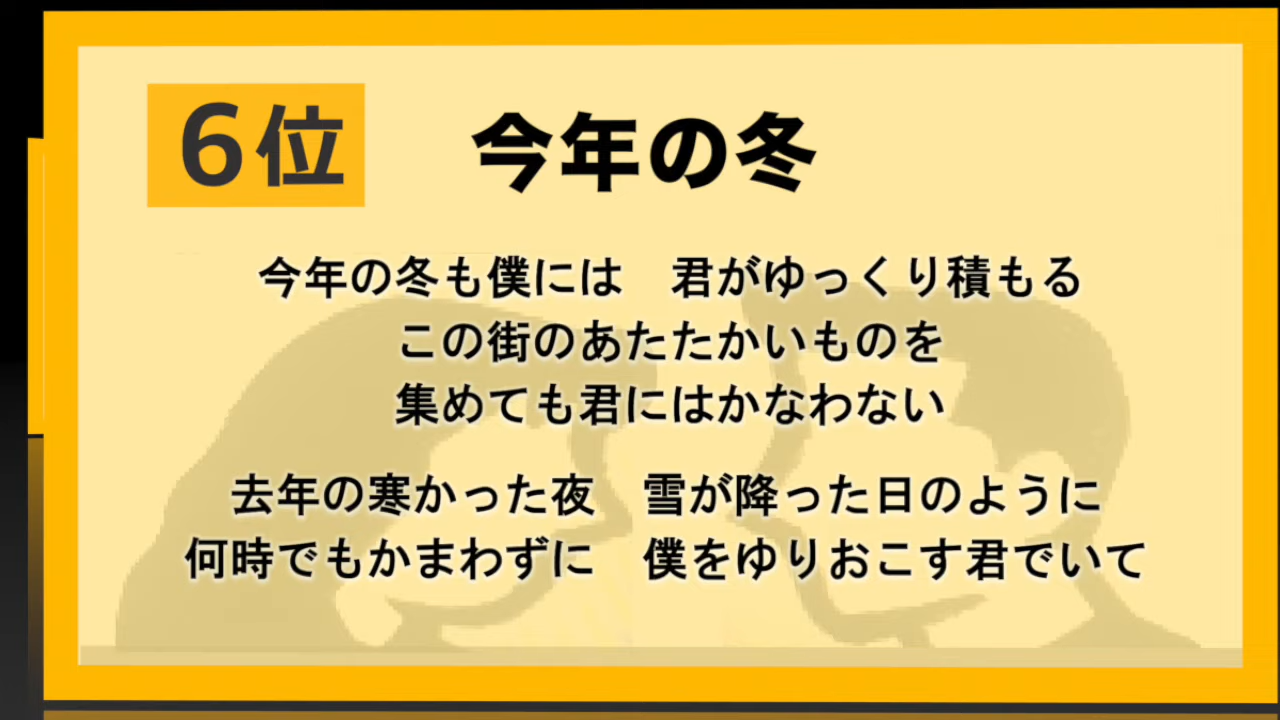 6位
今年の冬
今年の冬も僕には　君がゆっくり積もる
この街のあたたかいものを
集めても君にはかなわない
去年の寒かった夜　雪が降った日のように
何時でもかまわずに　僕をゆりおこす君でいて